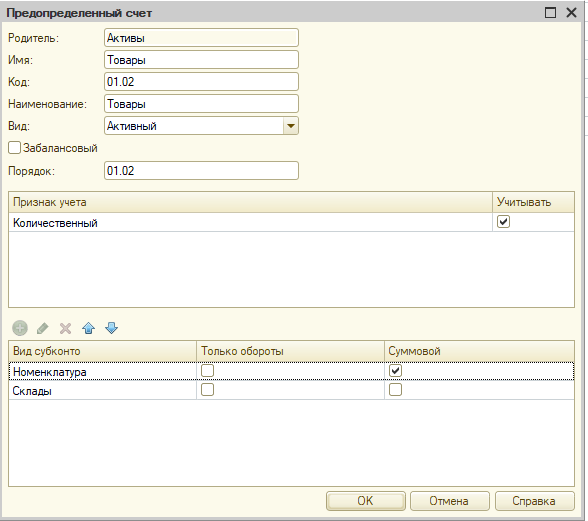 Предопределенный счет
Родитель: Активы
Имя: Товары
Код: 01.02
Наименование: Товары
Вид: Активный
Забалансовый
Порядок: 01.02
Признак учета Учитывать
Количественный
Вид субконто Только обороты Суммовой
Номенклатура
Склады
OK Отмена Справка